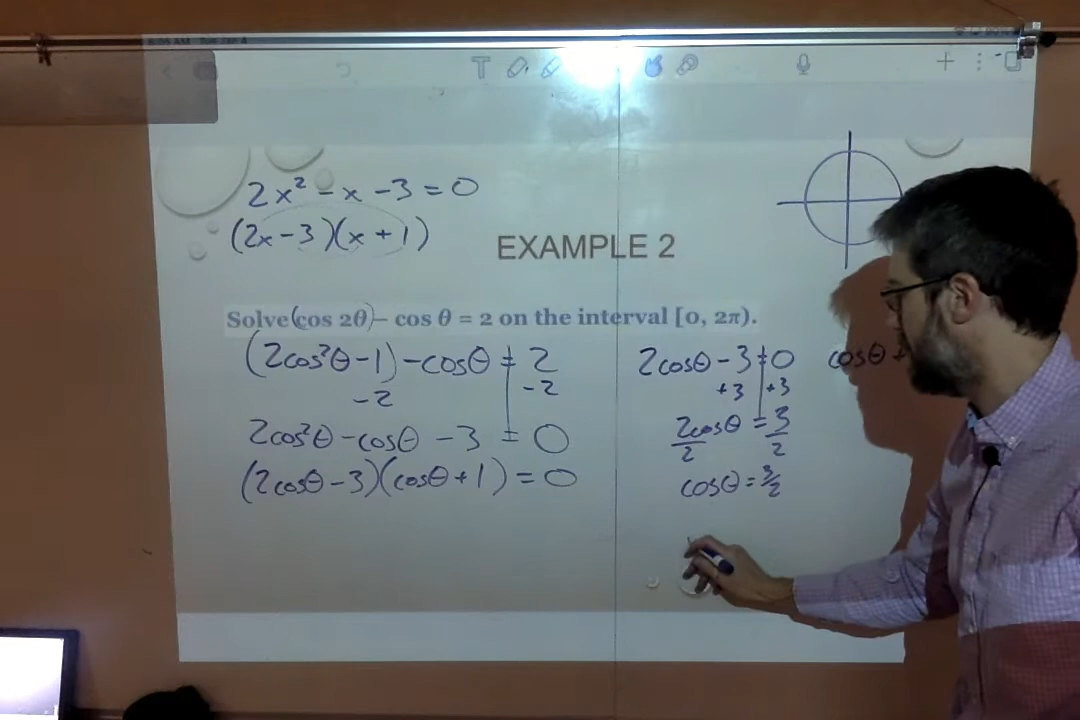 2x² - x - 3 = 0
(2x - 3)(x + 1)
EXAMPLE 2
Solve (cos 2θ) – cos θ = 2 on the interval [0, 2π).
(2cos²θ - 1) - cosθ = 2
-2 -2
2cos²θ - cosθ - 3 = 0
(2cosθ - 3)(cosθ + 1) = 0
2cosθ - 3 = 0
+3 +3
2cosθ = 3
2 2
cosθ = 3/2
cosθ +